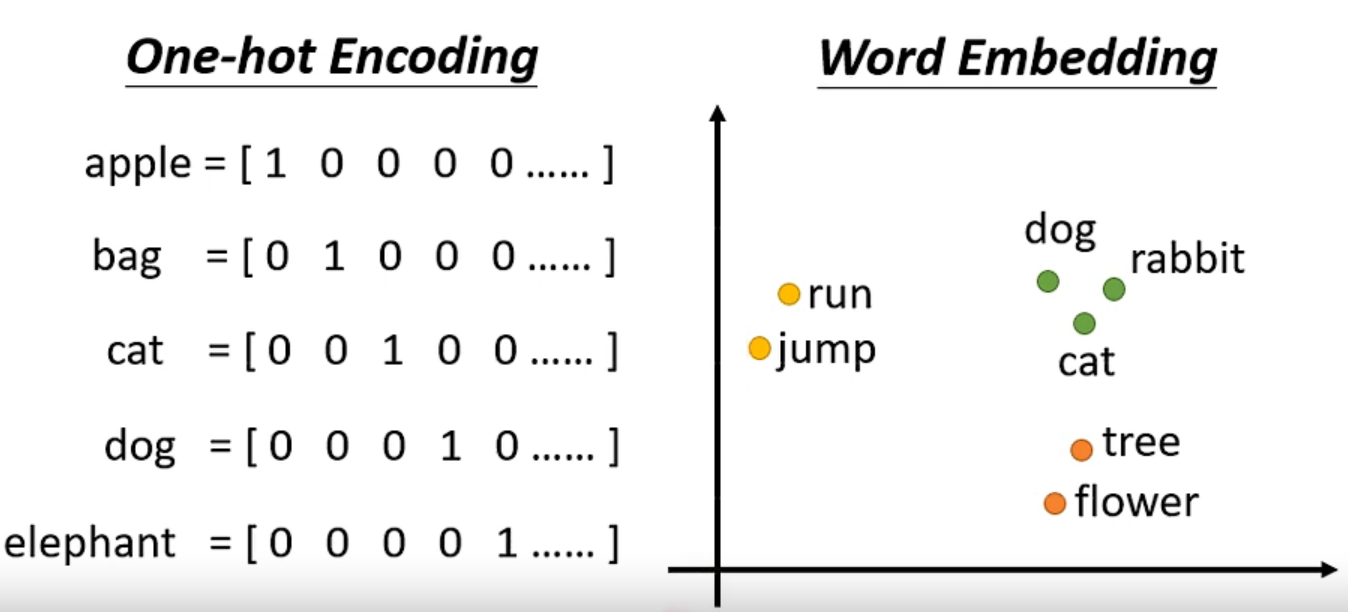 One-hot Encoding
apple = [ 1 0 0 0 0 ...... ]
bag = [ 0 1 0 0 0 ...... ]
cat = [ 0 0 1 0 0 ...... ]
dog = [ 0 0 0 1 0 ...... ]
elephant = [ 0 0 0 0 1 ...... ]
Word Embedding
dog
rabbit
run
jump
cat
tree
flower